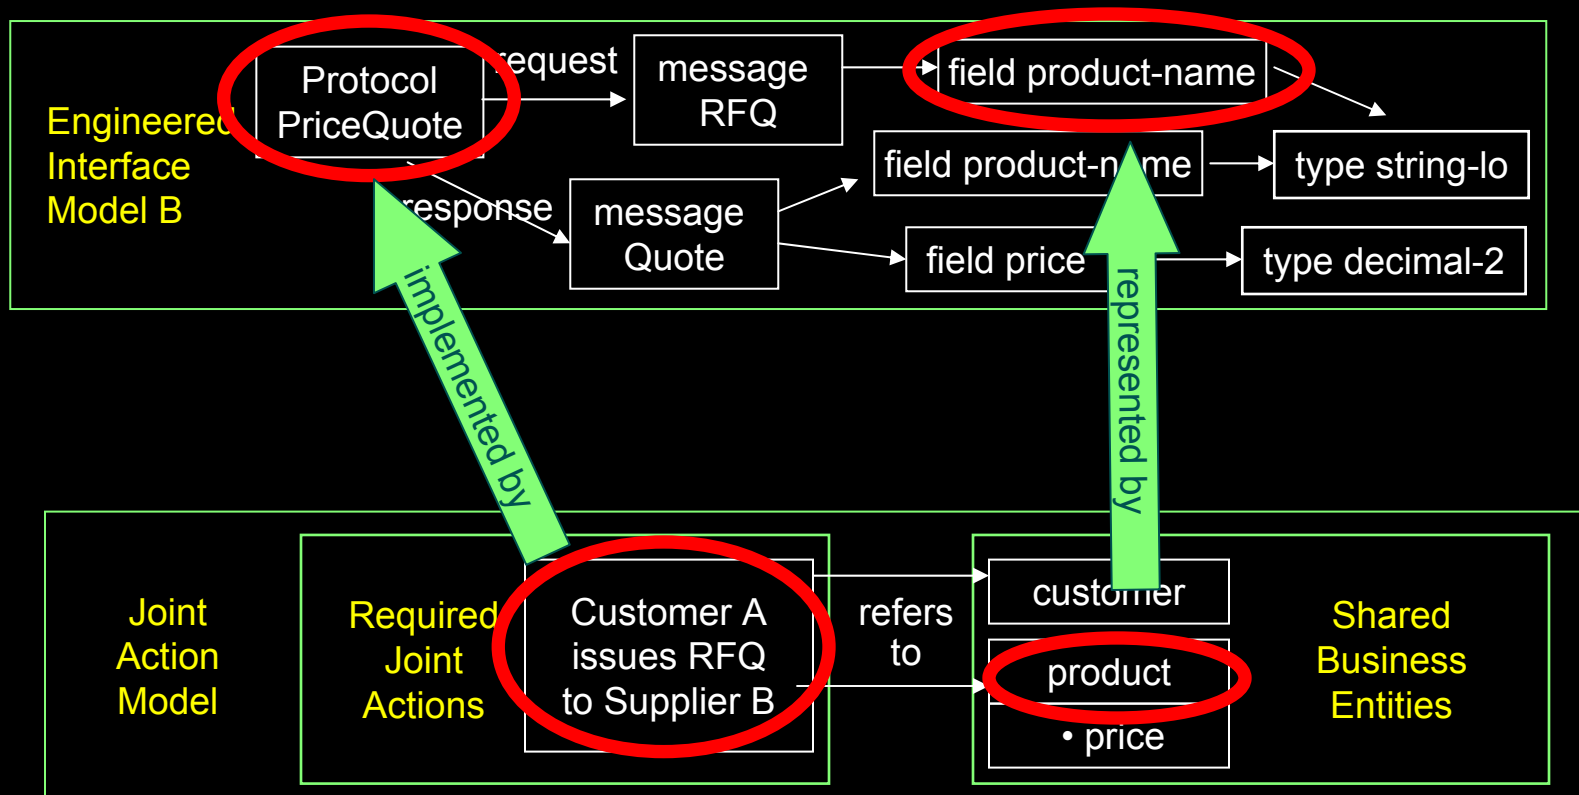 Protocol
PriceQuote
request
message
RFQ
field product-name
Engineered
Interface
Model B
field product-name
type string-lo
response
message
Quote
field price
type decimal-2
implemented by
represented by
Joint
Action
Model
Required
Joint
Actions
Customer A
issues RFQ
to Supplier B
refers
to
customer
product
• price
Shared
Business
Entities